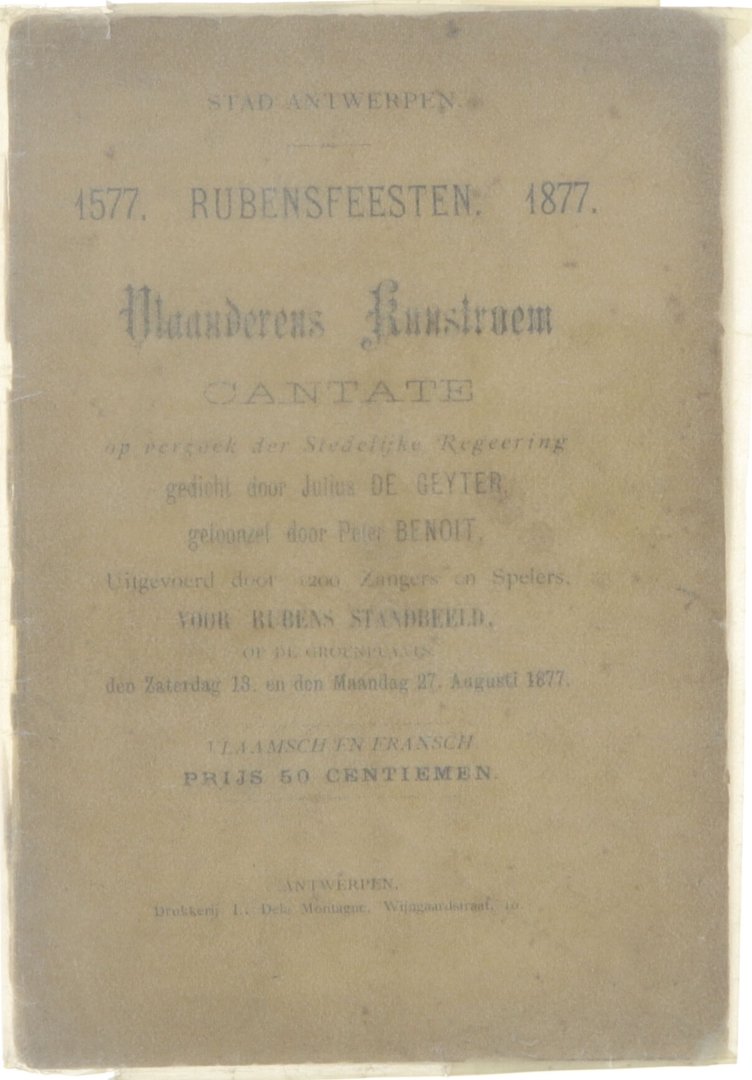 STAD ANTWERPEN.
1577. RUBENSFEESTEN. 1877.
Vlaanderens Kunstroem
CANTATE
op verzoek der Stedelijke Regeering
gedicht door Julius DE GEYTER,
getoonzet door Peter BENOIT,
Uitgevoerd door 1200 Zangers en Spelers,
VOOR RUBENS STANDBEELD,
OP DE GROENPLAATS
den Zaterdag 18. en den Maandag 27. Augusti 1877.
VLAAMSCH EN FRANSCH
PRIJS 50 CENTIEMEN.
ANTWERPEN,
Drukkerij L. Dela Montagne, Wijngaardstraat, 10.